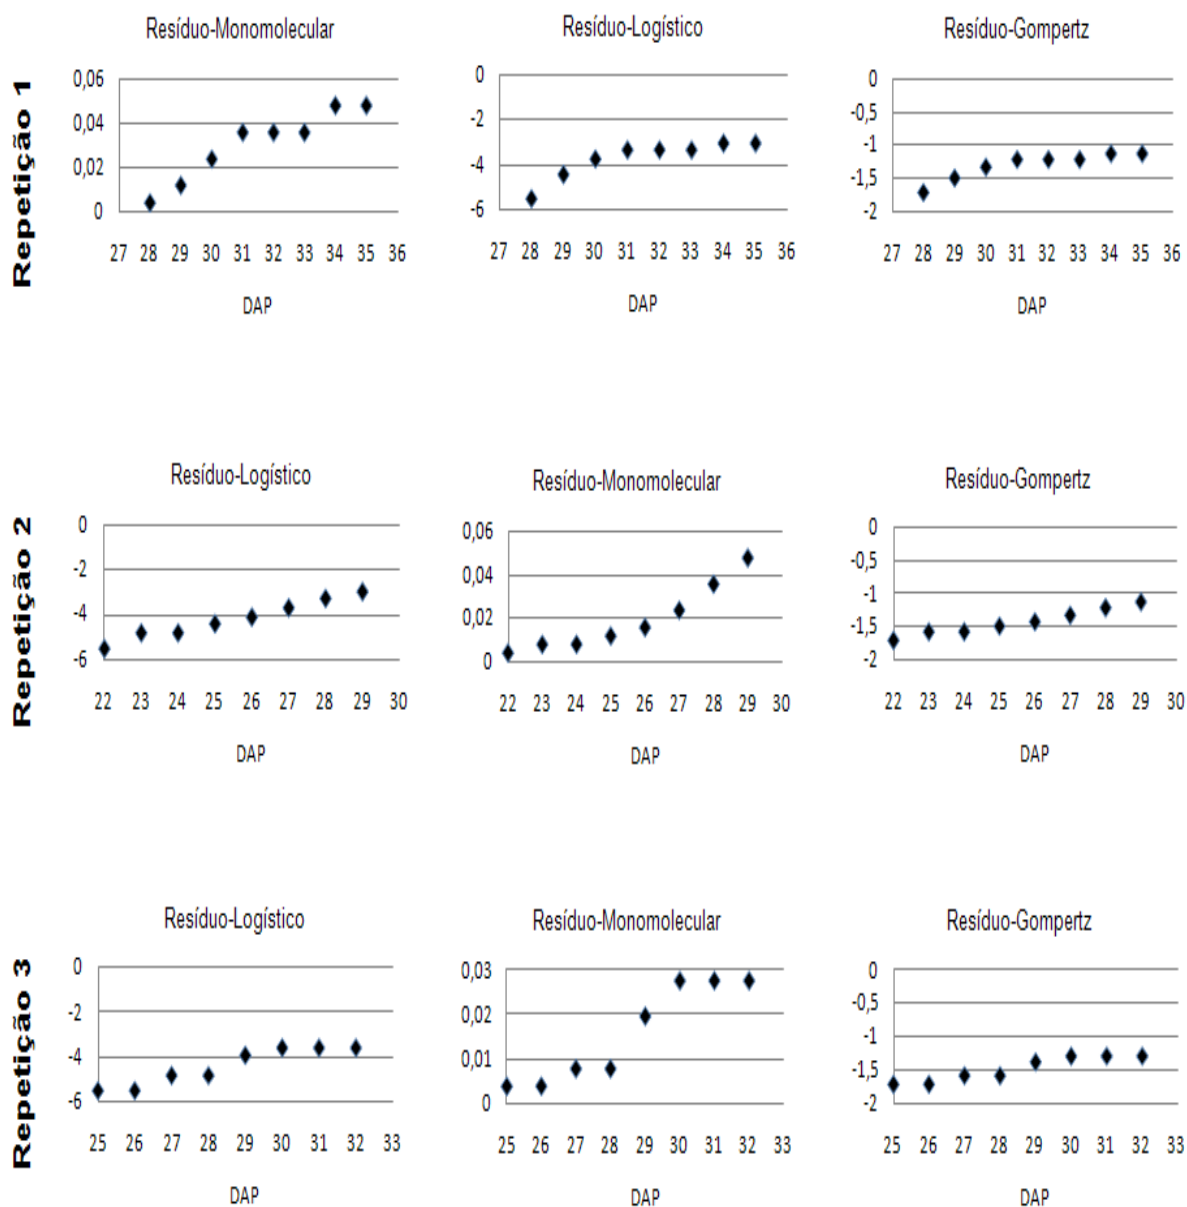 Repetição 1
Resíduo-Monomolecular
0,06
0,04
0,02
0
27 28 29 30 31 32 33 34 35 36
DAP
Resíduo-Logístico
0
-2
-4
-6
27 28 29 30 31 32 33 34 35 36
DAP
Resíduo-Gompertz
0
-0,5
-1
-1,5
-2
27 28 29 30 31 32 33 34 35 36
DAP
Repetição 2
Resíduo-Logístico
0
-2
-4
-6
22 23 24 25 26 27 28 29 30
DAP
Resíduo-Monomolecular
0,06
0,04
0,02
0
22 23 24 25 26 27 28 29 30
DAP
Resíduo-Gompertz
0
-0,5
-1
-1,5
-2
22 23 24 25 26 27 28 29 30
DAP
Repetição 3
Resíduo-Logístico
0
-2
-4
-6
25 26 27 28 29 30 31 32 33
DAP
Resíduo-Monomolecular
0,03
0,02
0,01
0
25 26 27 28 29 30 31 32 33
DAP
Resíduo-Gompertz
0
-0,5
-1
-1,5
-2
25 26 27 28 29 30 31 32 33
DAP